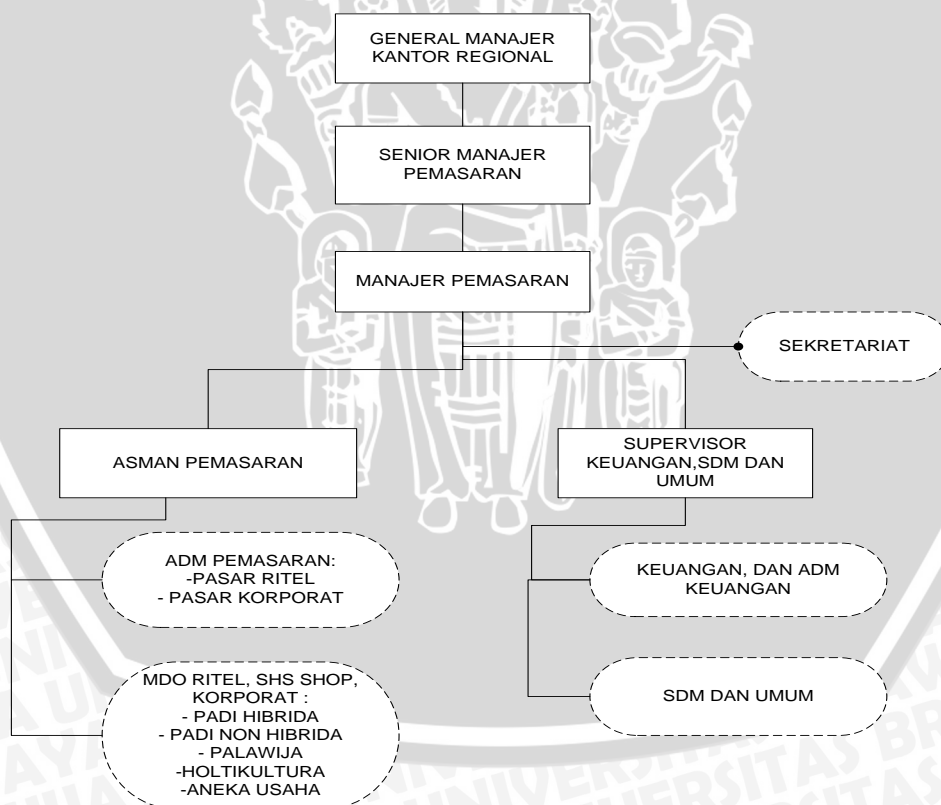 GENERAL MANAJER
KANTOR REGIONAL
SENIOR MANAJER
PEMASARAN
MANAJER PEMASARAN
SEKRETARIAT
ASMAN PEMASARAN
SUPERVISOR
KEUANGAN,SDM DAN
UMUM
ADM PEMASARAN:
-PASAR RITEL
- PASAR KORPORAT
KEUANGAN, DAN ADM
KEUANGAN
MDO RITEL, SHS SHOP,
KORPORAT :
- PADI HIBRIDA
- PADI NON HIBRIDA
- PALAWIJA
-HOLTIKULTURA
-ANEKA USAHA
SDM DAN UMUM